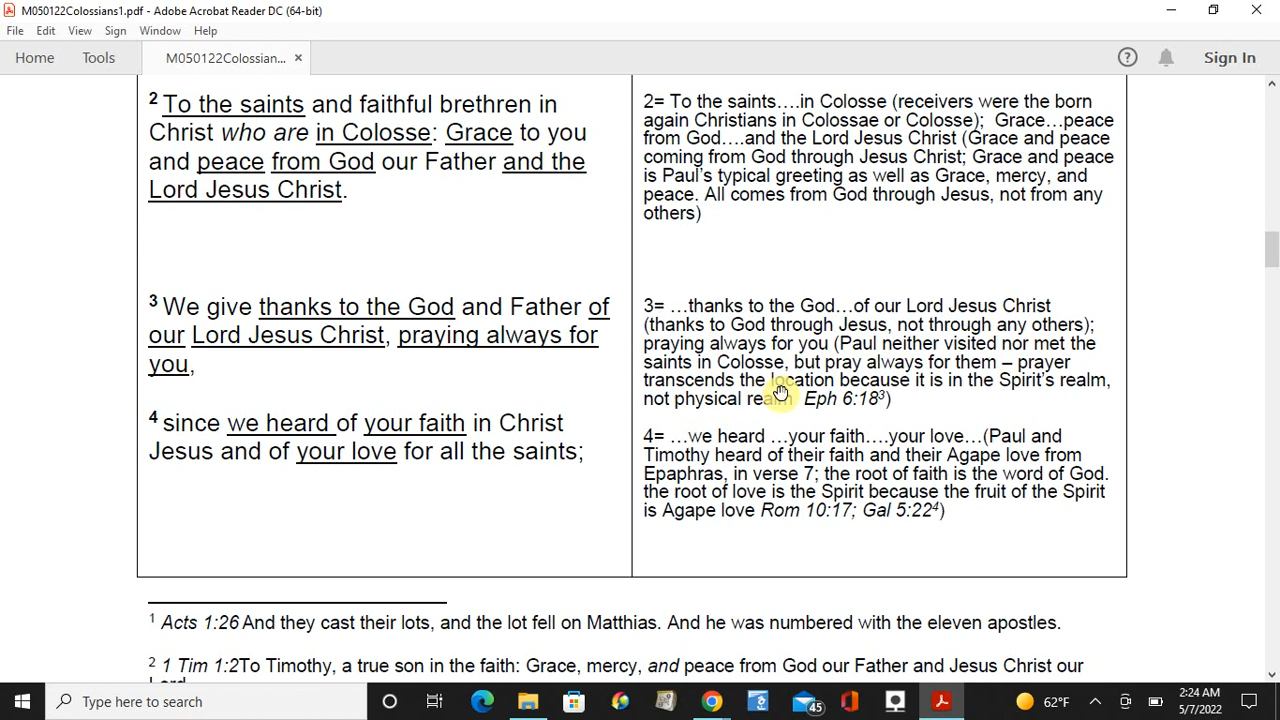 M050122Colossians1.pdf - Adobe Acrobat Reader DC (64-bit)
File Edit View Sign Window Help
Home Tools M050122Colossian... × Sign In
2 To the saints and faithful brethren in
Christ who are in Colosse: Grace to you
and peace from God our Father and the
Lord Jesus Christ.
3 We give thanks to the God and Father of
our Lord Jesus Christ, praying always for
you,
4 since we heard of your faith in Christ
Jesus and of your love for all the saints;
2= To the saints….in Colosse (receivers were the born
again Christians in Colossae or Colosse); Grace…peace
from God….and the Lord Jesus Christ (Grace and peace
coming from God through Jesus Christ; Grace and peace
is Paul's typical greeting as well as Grace, mercy, and
peace. All comes from God through Jesus, not from any
others)
3= …thanks to the God…of our Lord Jesus Christ
(thanks to God through Jesus, not through any others);
praying always for you (Paul neither visited nor met the
saints in Colosse, but pray always for them – prayer
transcends the location because it is in the Spirit's realm,
not physical realm Eph 6:183)
4= …we heard …your faith….your love…(Paul and
Timothy heard of their faith and their Agape love from
Epaphras, in verse 7; the root of faith is the word of God.
the root of love is the Spirit because the fruit of the Spirit
is Agape love Rom 10:17; Gal 5:224)
1 Acts 1:26 And they cast their lots, and the lot fell on Matthias. And he was numbered with the eleven apostles.
2 1 Tim 1:2To Timothy, a true son in the faith: Grace, mercy, and peace from God our Father and Jesus Christ our
Lord
Type here to search
45
62°F
2:24 AM
5/7/2022